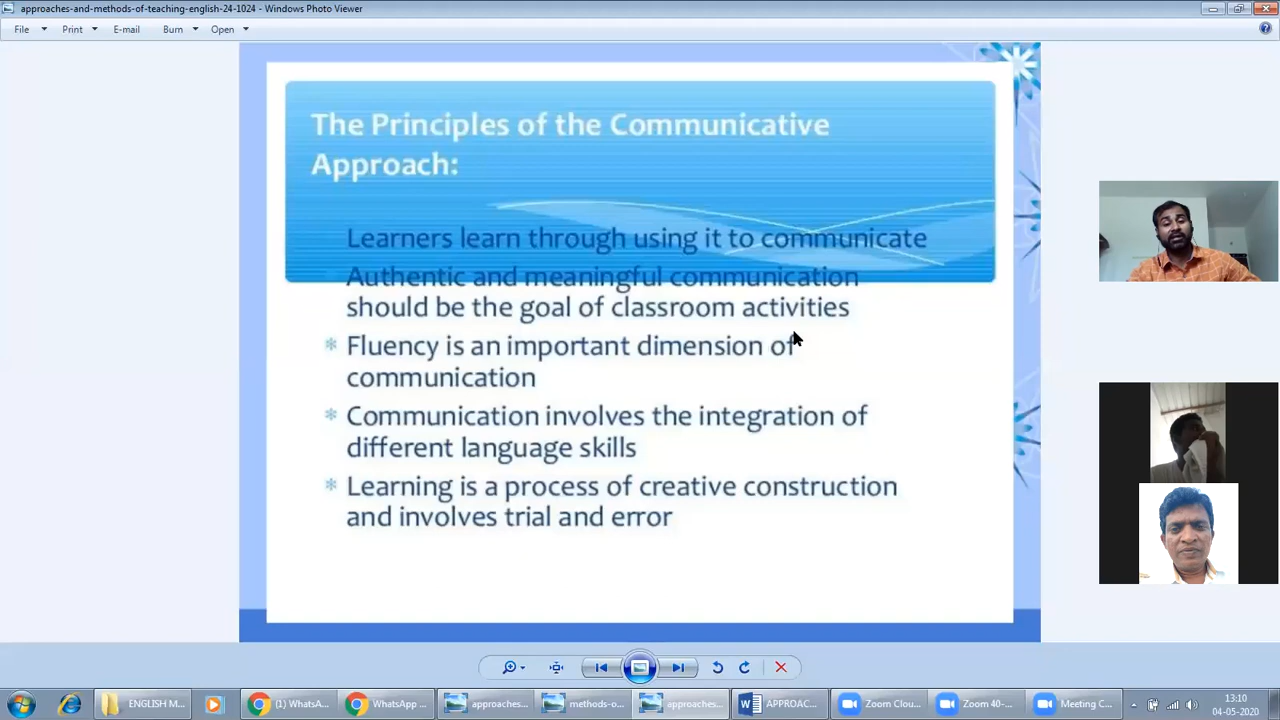 approaches-and-methods-of-teaching-english-24-1024 - Windows Photo Viewer
File Print E-mail Burn Open
The Principles of the Communicative
Approach:
Learners learn through using it to communicate
Authentic and meaningful communication
should be the goal of classroom activities
Fluency is an important dimension of
communication
Communication involves the integration of
different language skills
Learning is a process of creative construction
and involves trial and error
ENGLISH M... (1) WhatsA... WhatsApp ... approaches... methods-o... approaches... APPROAC... Zoom Clou... Zoom 40-... Meeting C... 13:10
04-05-2020